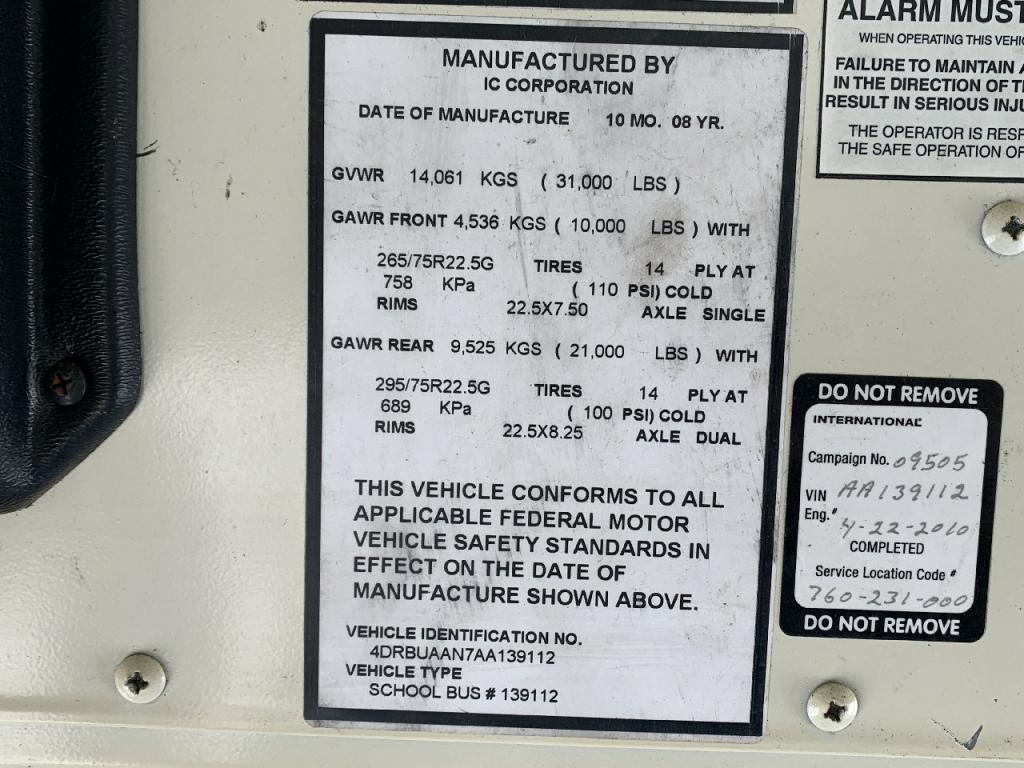 MANUFACTURED BY
IC CORPORATION
DATE OF MANUFACTURE 10 MO. 08 YR.
GVWR 14,061 KGS ( 31,000 LBS )
GAWR FRONT 4,536 KGS ( 10,000 LBS ) WITH
265/75R22.5G TIRES 14 PLY AT
758 KPa ( 110 PSI) COLD
RIMS 22.5X7.50 AXLE SINGLE
GAWR REAR 9,525 KGS ( 21,000 LBS ) WITH
295/75R22.5G TIRES 14 PLY AT
689 KPa ( 100 PSI) COLD
RIMS 22.5X8.25 AXLE DUAL
THIS VEHICLE CONFORMS TO ALL
APPLICABLE FEDERAL MOTOR
VEHICLE SAFETY STANDARDS IN
EFFECT ON THE DATE OF
MANUFACTURE SHOWN ABOVE.
VEHICLE IDENTIFICATION NO.
4DRBUAAN7AA139112
VEHICLE TYPE
SCHOOL BUS # 139112
ALARM MUST
WHEN OPERATING THIS
FAILURE TO MAINTAIN
IN THE DIRECTION OF
RESULT IN SERIOUS
THE OPERATOR IS
THE SAFE OPERATION OF
DO NOT REMOVE
INTERNATIONAL
Campaign No. 09505
VIN AA139112
Eng.#
4-22-2010
COMPLETED
Service Location Code #
760-231-000
DO NOT REMOVE